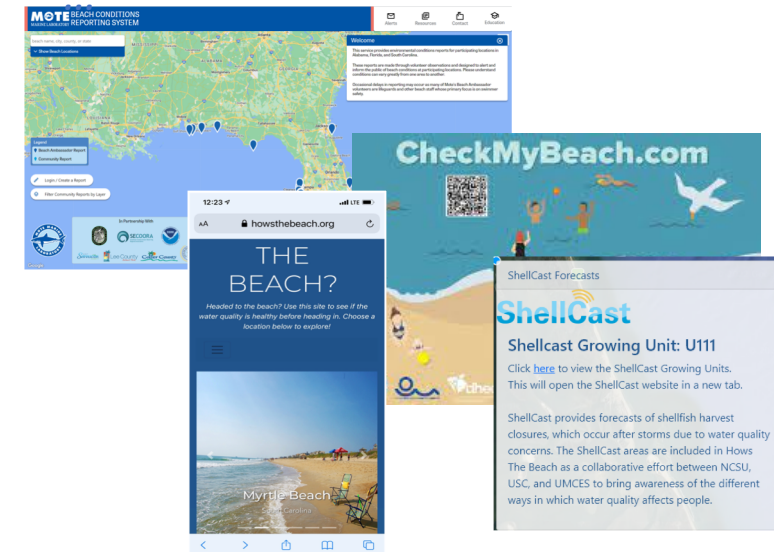 MOTE BEACH CONDITIONS
MARINE LABORATORY REPORTING SYSTEM
Alerts
Resources
Contact
Education
beach name, city, county, or state
Show Beach Locations
Welcome
This service provides environmental conditions reports for participating locations in
Alabama, Florida, and South Carolina.
These reports are made through volunteer observations and designed to alert and
inform the public of beach conditions at participating locations. Please understand
conditions can vary greatly from one area to another.
Occasional delays in reporting may occur as many of Mote's Beach Ambassador
volunteers are lifeguards and other beach staff whose primary focus is on swimmer
safety.
Legend
Beach Ambassador Report
Community Report
Login / Create a Report
Filter Community Reports by Layer
In Partnership With
SECOORA
Lee County
CheckMyBeach.com
12:23
LTE
AA
howsthebeach.org
THE
BEACH?
Headed to the beach? Use this site to see if the
water quality is healthy before heading in. Choose a
location below to explore!
Myrtle Beach
South Carolina
ShellCast Forecasts
ShellCast
Shellcast Growing Unit: U111
Click here to view the ShellCast Growing Units.
This will open the ShellCast website in a new tab.
ShellCast provides forecasts of shellfish harvest
closures, which occur after storms due to water quality
concerns. The ShellCast areas are included in Hows
The Beach as a collaborative effort between NCSU,
USC, and UMCES to bring awareness of the different
ways in which water quality affects people.